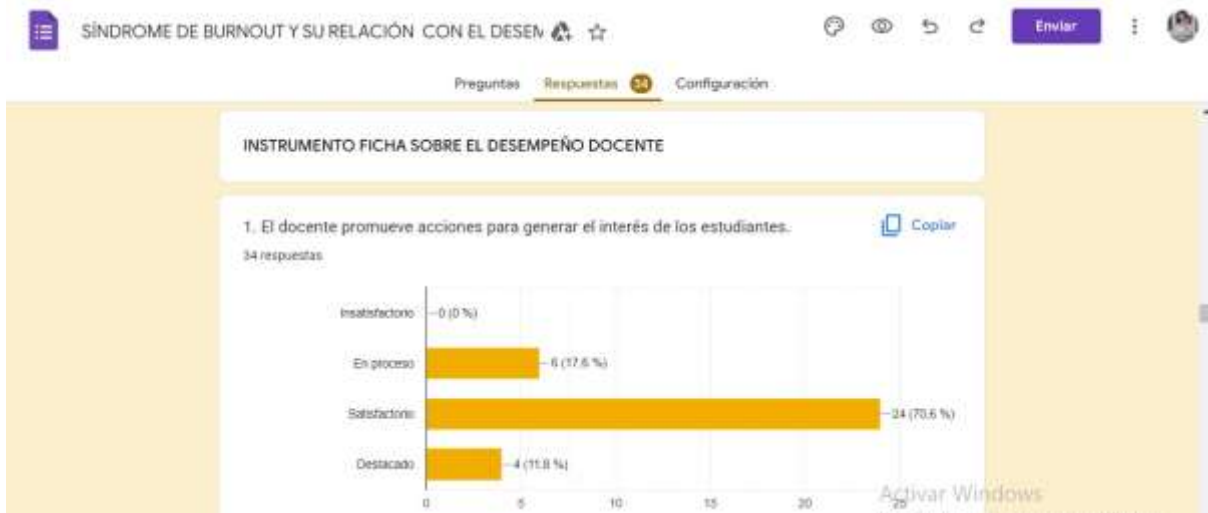 SÍNDROME DE BURNOUT Y SU RELACIÓN CON EL DESEM
Enviar
Preguntas Respuestas 34 Configuración
INSTRUMENTO FICHA SOBRE EL DESEMPEÑO DOCENTE
1. El docente promueve acciones para generar el interés de los estudiantes.
Copiar
34 respuestas
Insatisfactorio 0 (0 %)
En proceso 6 (17.6 %)
Satisfactorio 24 (70.6 %)
Destacado 4 (11.8 %)
0 5 10 15 20 25
Activar Windows